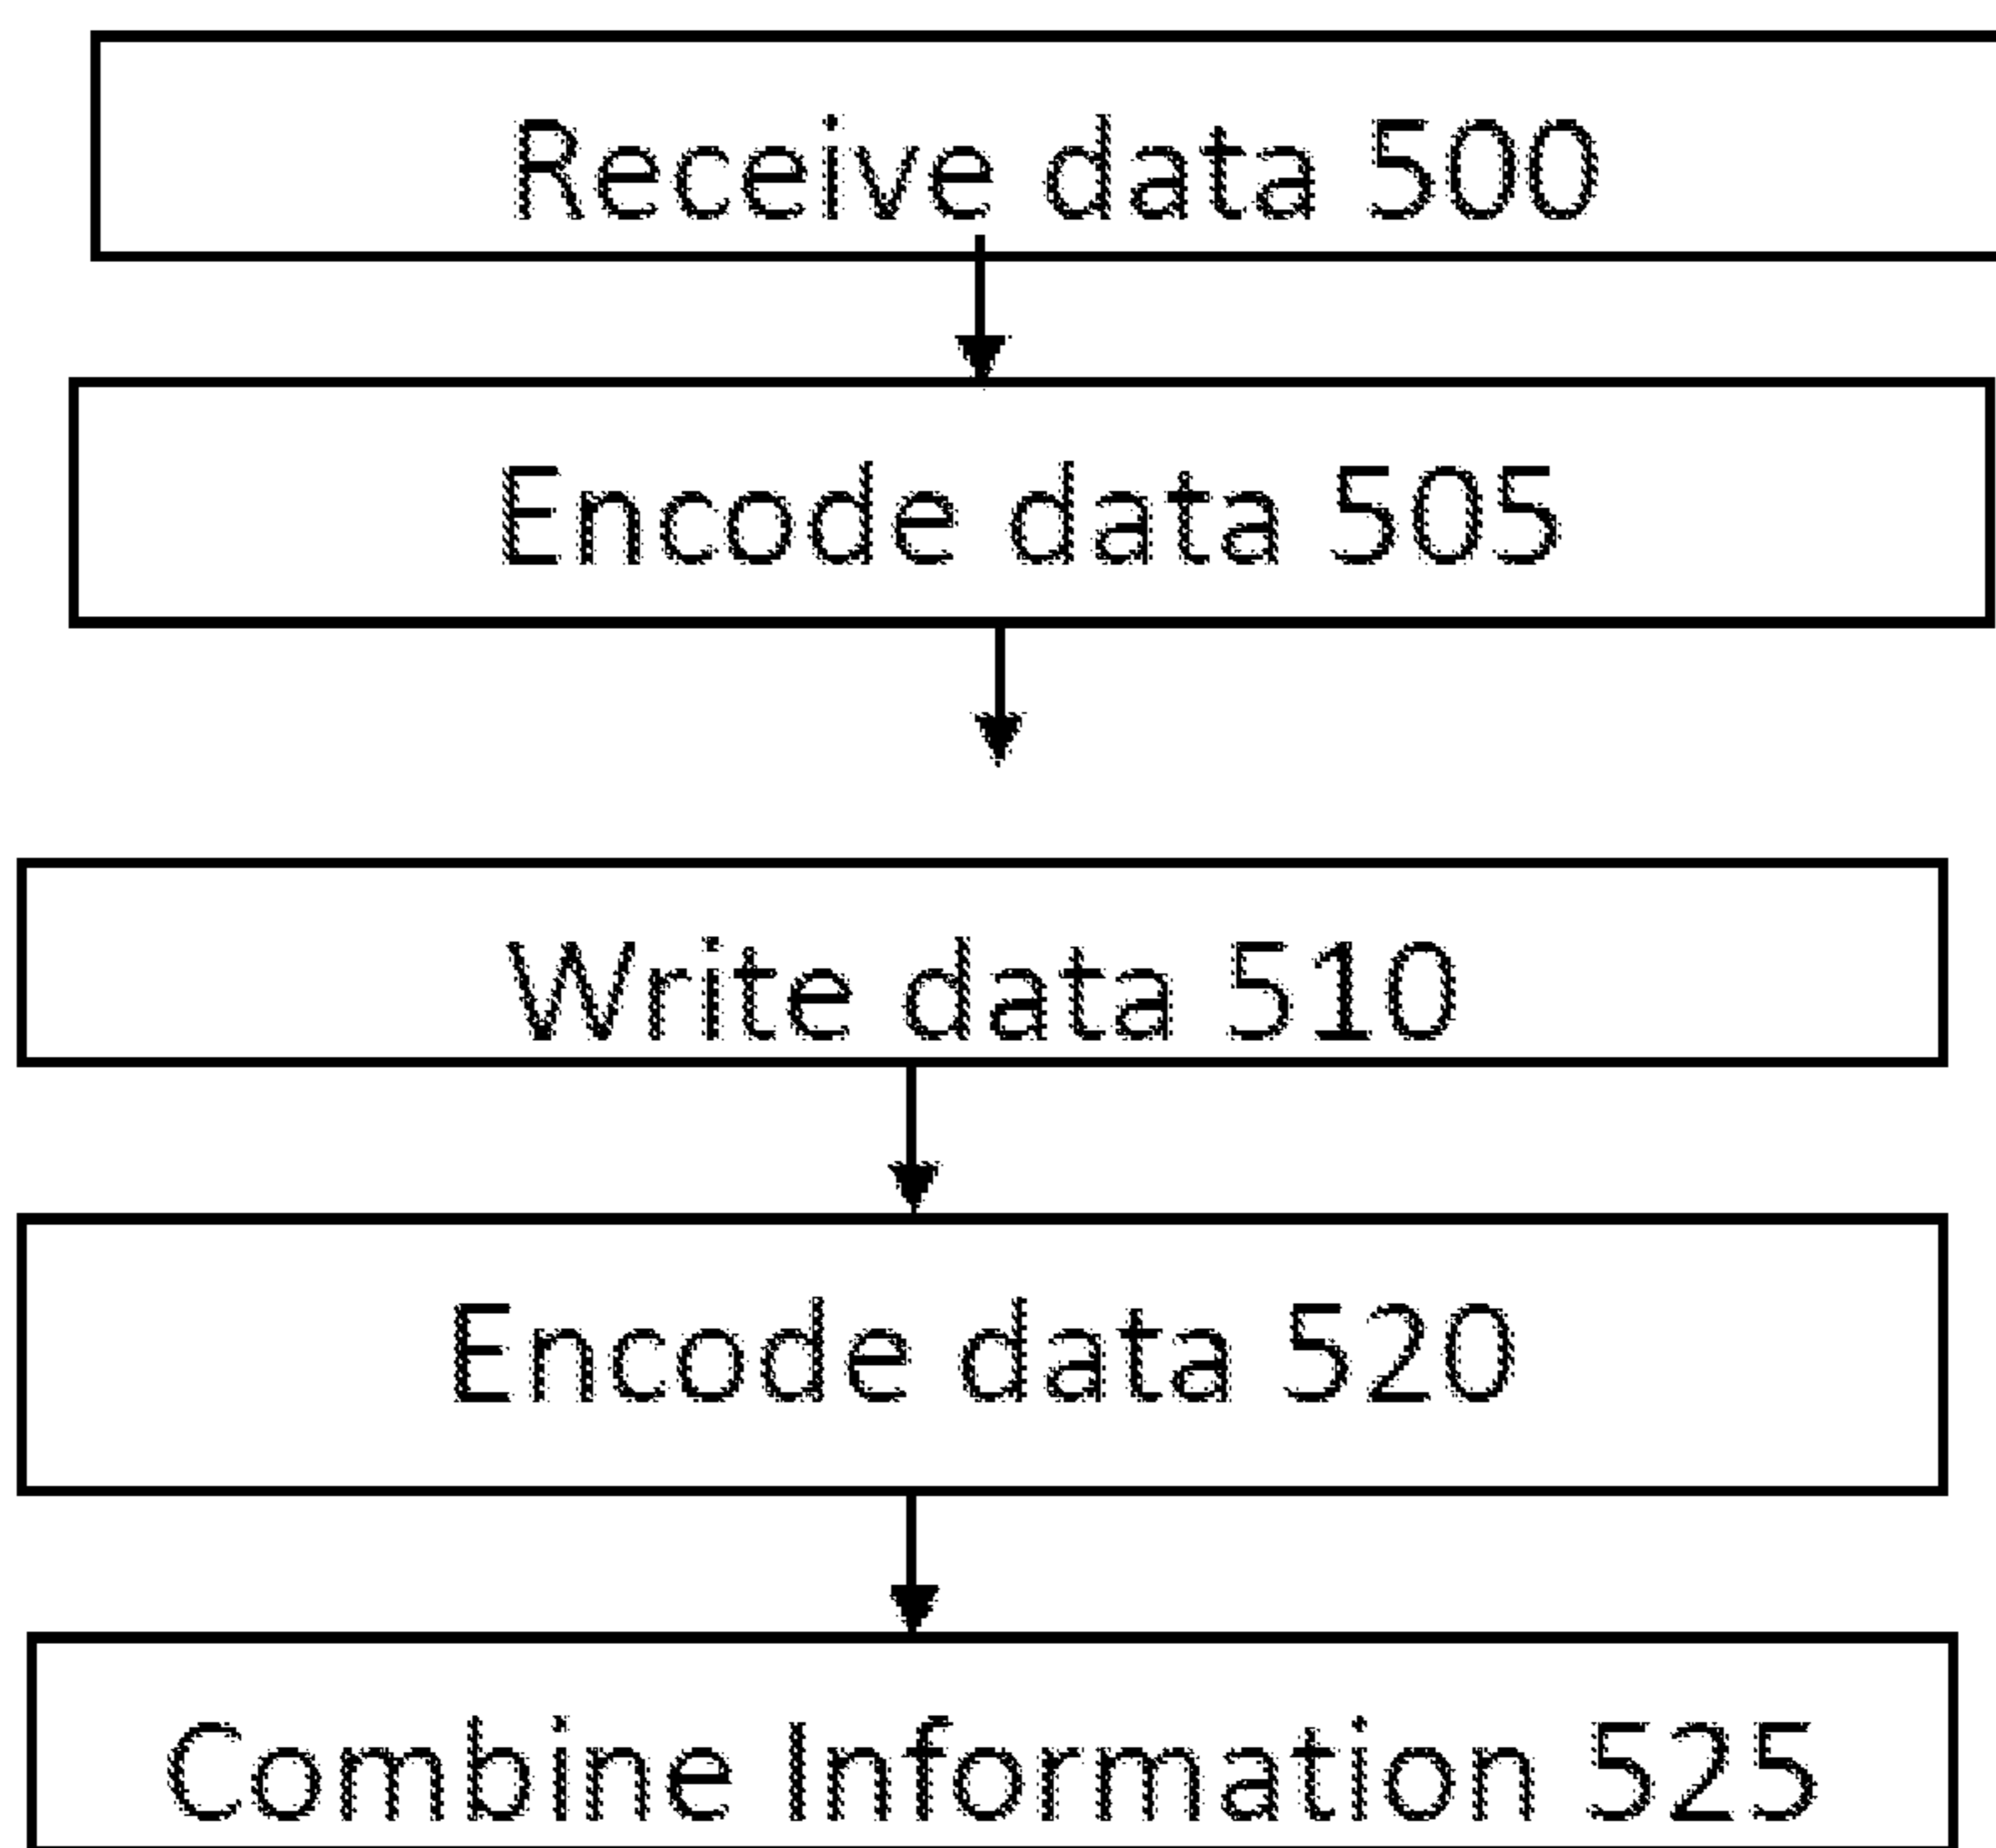 Receive data 500
Encode data 505
Write data 510
Encode data 520
Combine Information 525